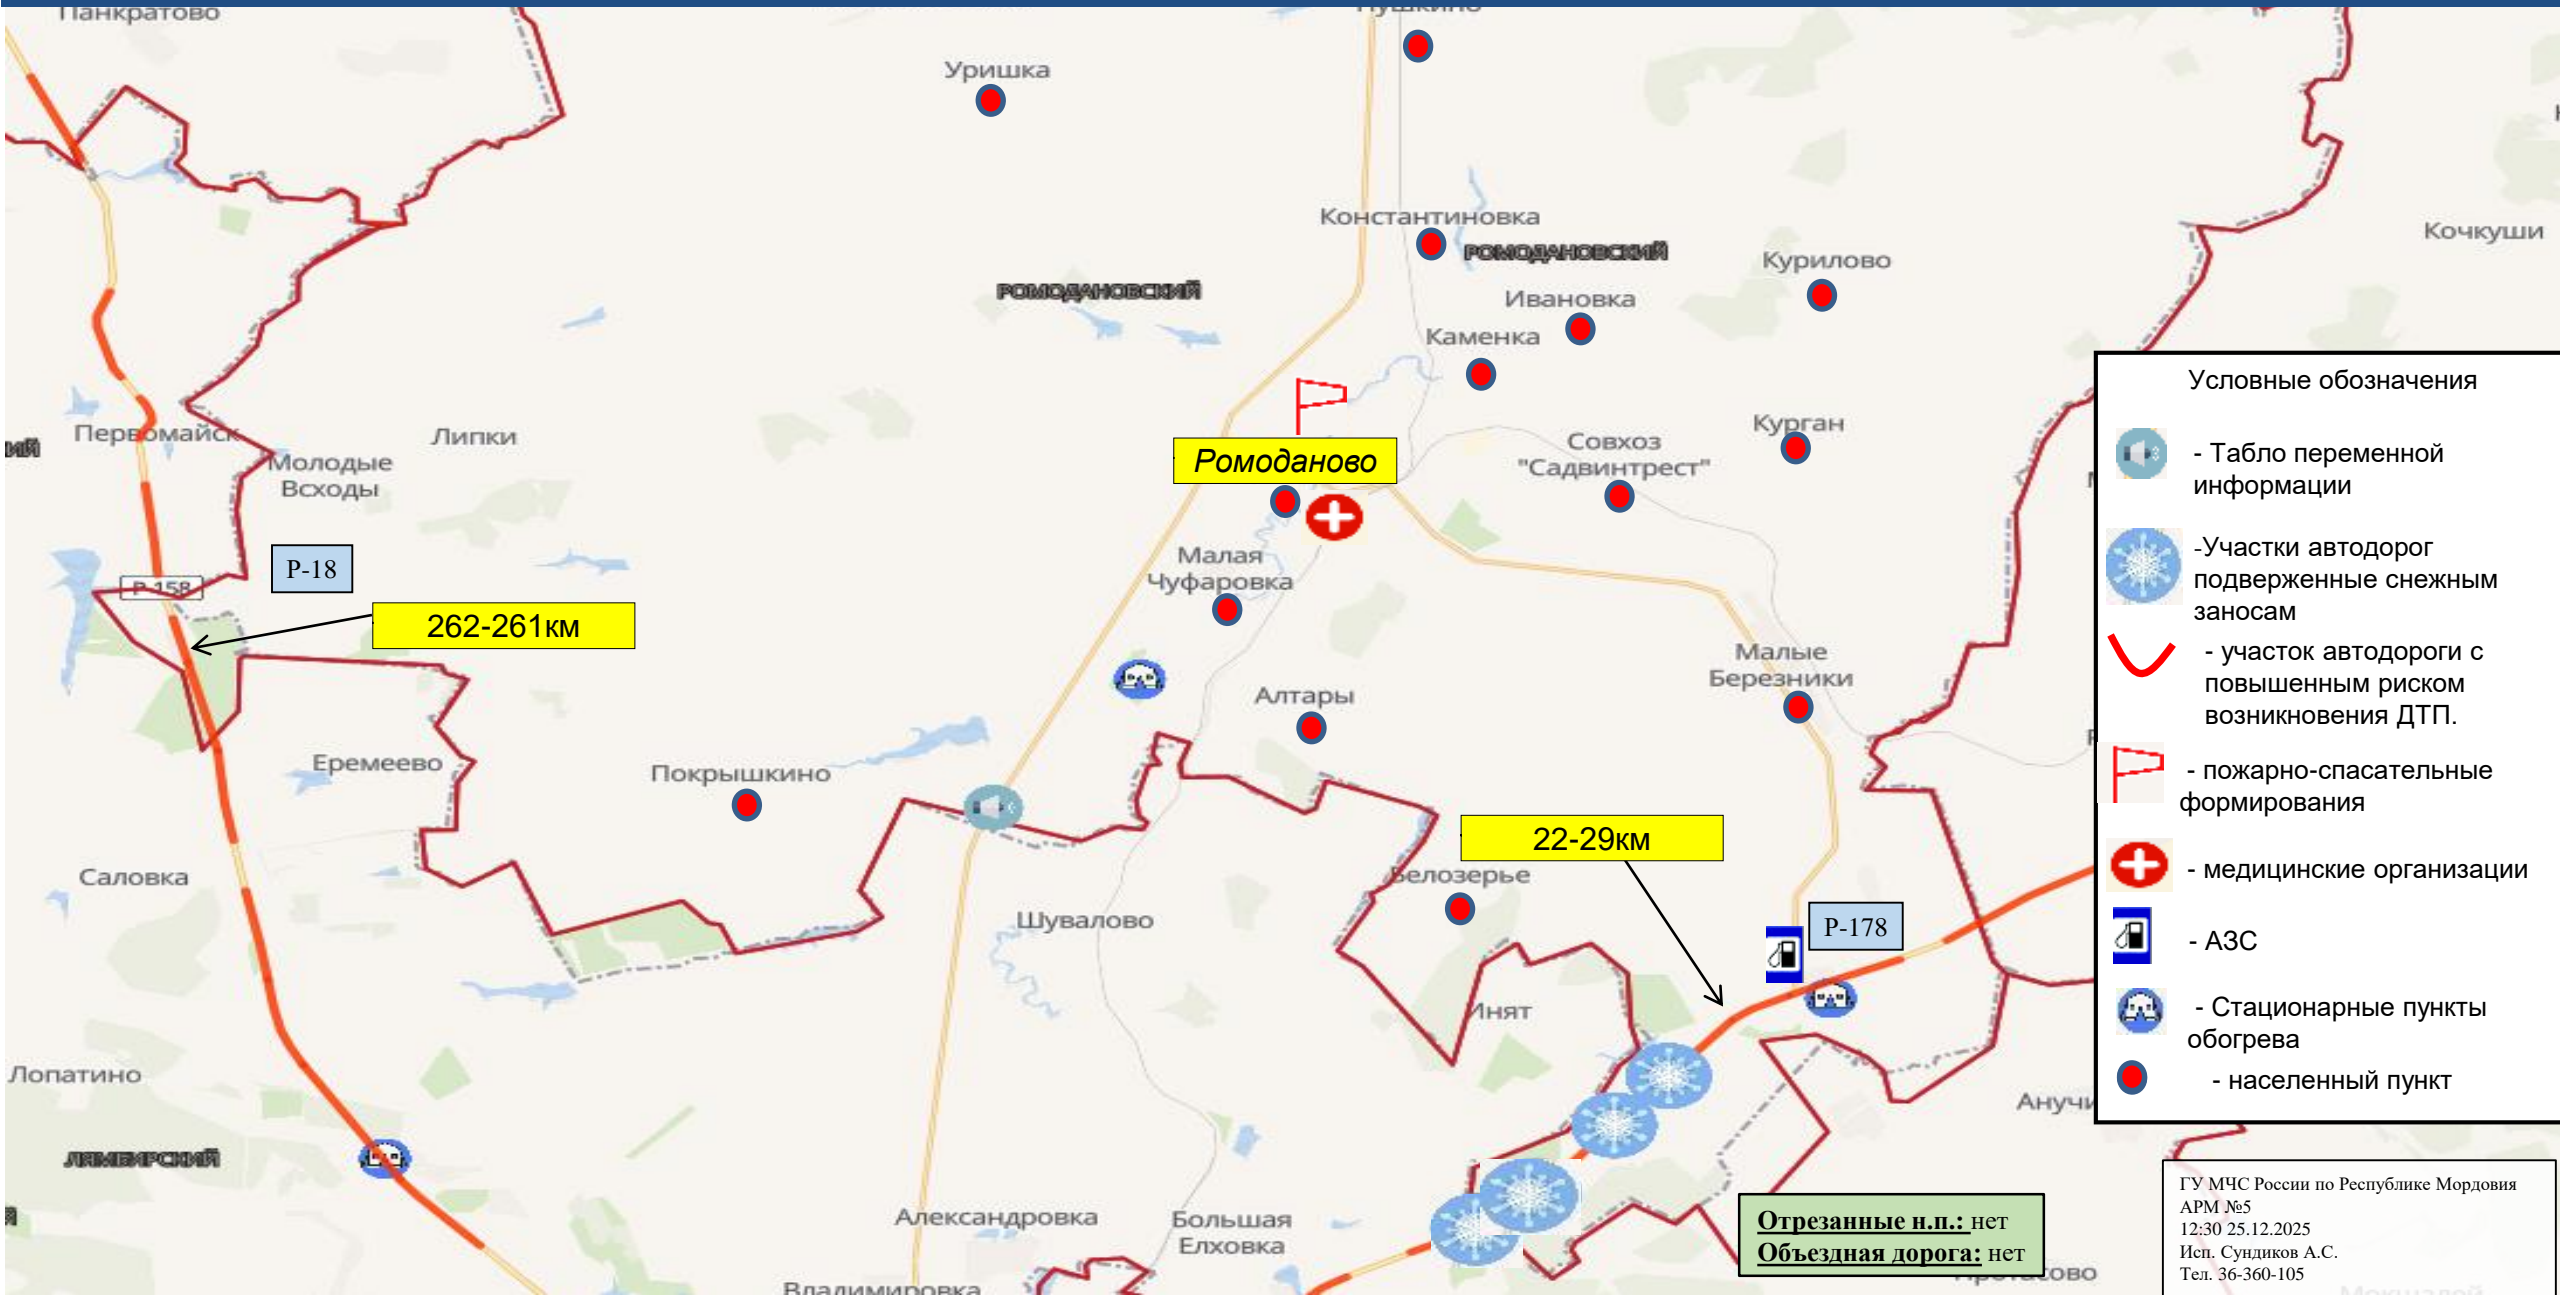 Панкратово
Пушкино
Уришка
Константиновка
РОМОДАНОВСКИЙ
Кочкуши
Курилово
РОМОДАНОВСКИЙ
Ивановка
Каменка
Первомайск
Липки
Молодые
Всходы
Ромоданово
Совхоз
"Садвинтрест"
Курган
Р-158
Р-18
262-261км
Малая
Чуфаровка
Малые
Березники
Алтары
Еремеево
Покрышкино
22-29км
Саловка
Белозерье
Шувалово
Р-178
Инят
Лопатино
ЛЯМБИРСКИЙ
Александровка
Большая
Елховка
Владимировка
Отрезанные н.п.: нет
Объездная дорога: нет
Условные обозначения
- Табло переменной
информации
-Участки автодорог
подверженные снежным
заносам
- участок автодороги с
повышенным риском
возникновения ДТП.
- пожарно-спасательные
формирования
- медицинские организации
- АЗС
- Стационарные пункты
обогрева
- населенный пункт
ГУ МЧС России по Республике Мордовия
АРМ №5
12:30 25.12.2025
Исп. Сундиков А.С.
Тел. 36-360-105